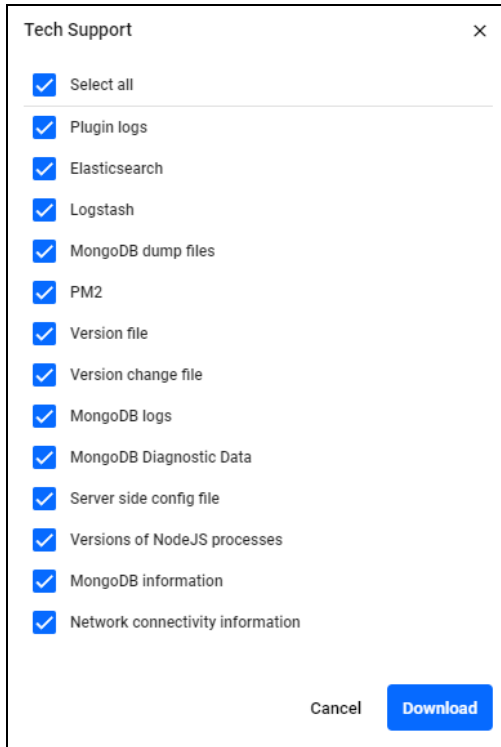 Tech Support
Select all
Plugin logs
Elasticsearch
Logstash
MongoDB dump files
PM2
Version file
Version change file
MongoDB logs
MongoDB Diagnostic Data
Server side config file
Versions of NodeJS processes
MongoDB information
Network connectivity information
Cancel Download